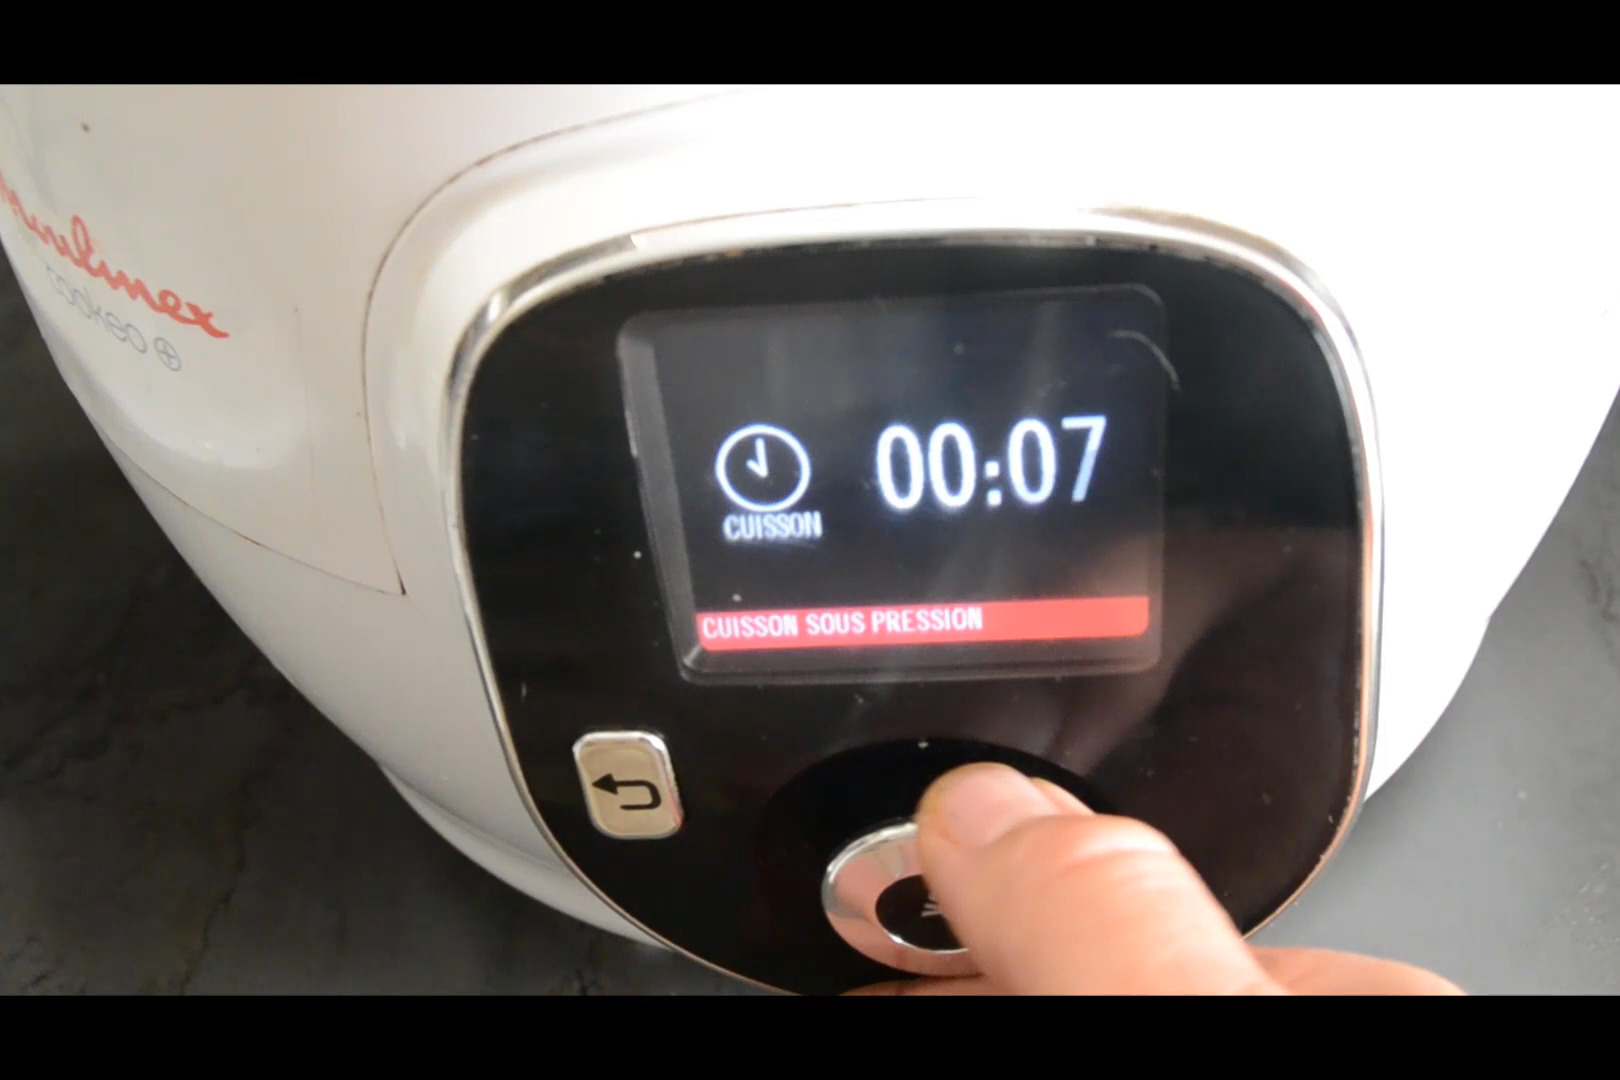 moulinex
cookeo
00:07
CUISSON
CUISSON SOUS PRESSION